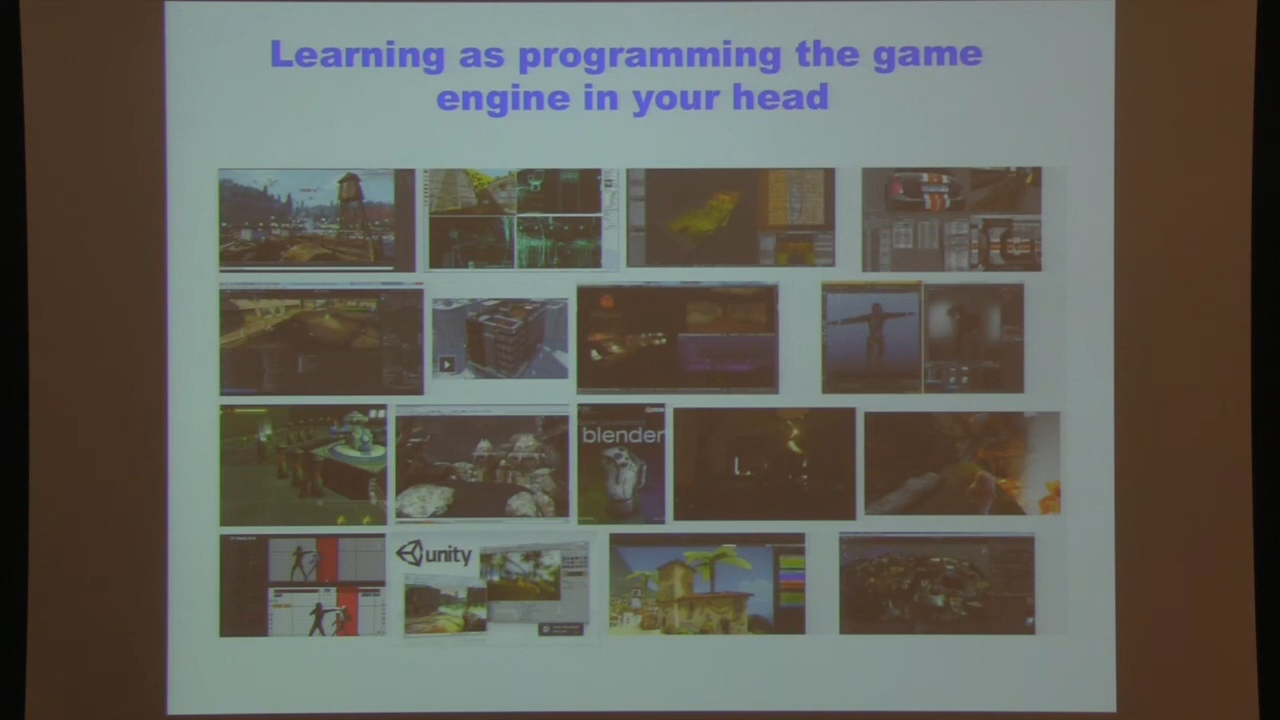 Learning as programming the game
engine in your head
blender
unity